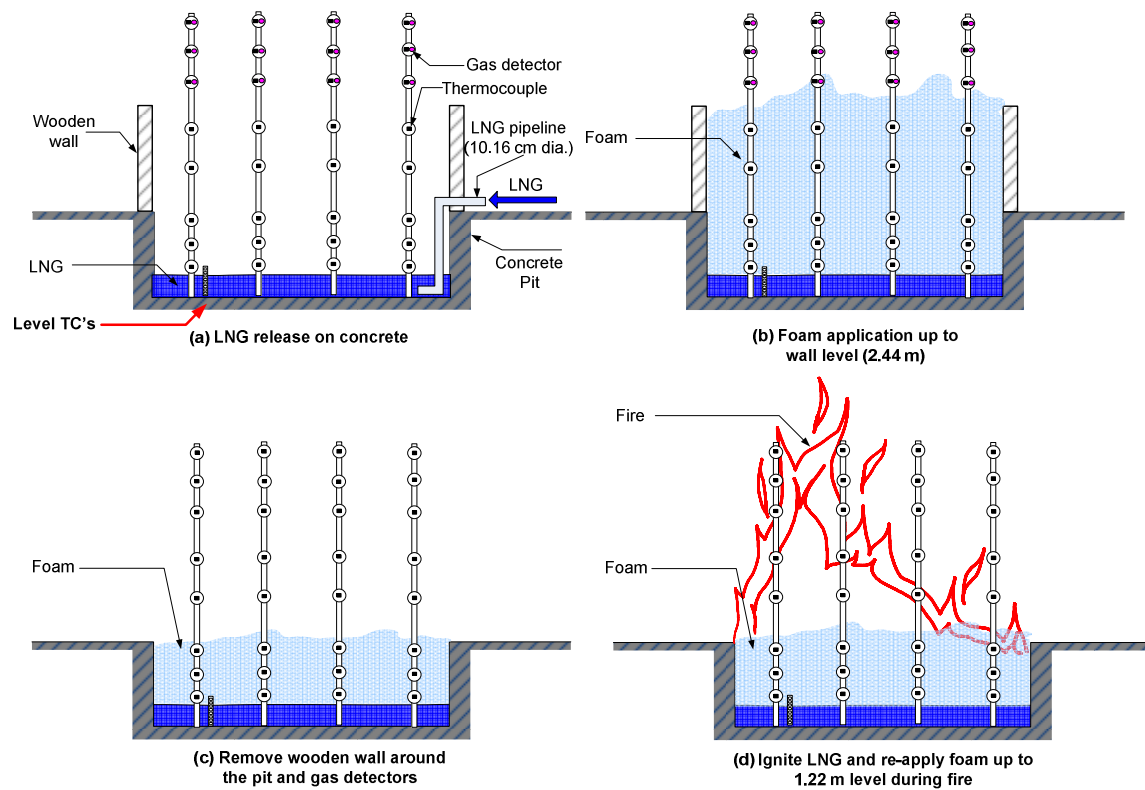 Gas detector
Thermocouple
Wooden
wall
LNG pipeline
(10.16 cm dia.)
LNG
LNG
Concrete
Pit
Level TC's
(a) LNG release on concrete
Foam
(b) Foam application up to
wall level (2.44 m)
Foam
(c) Remove wooden wall around
the pit and gas detectors
Fire
Foam
(d) Ignite LNG and re-apply foam up to
1.22 m level during fire